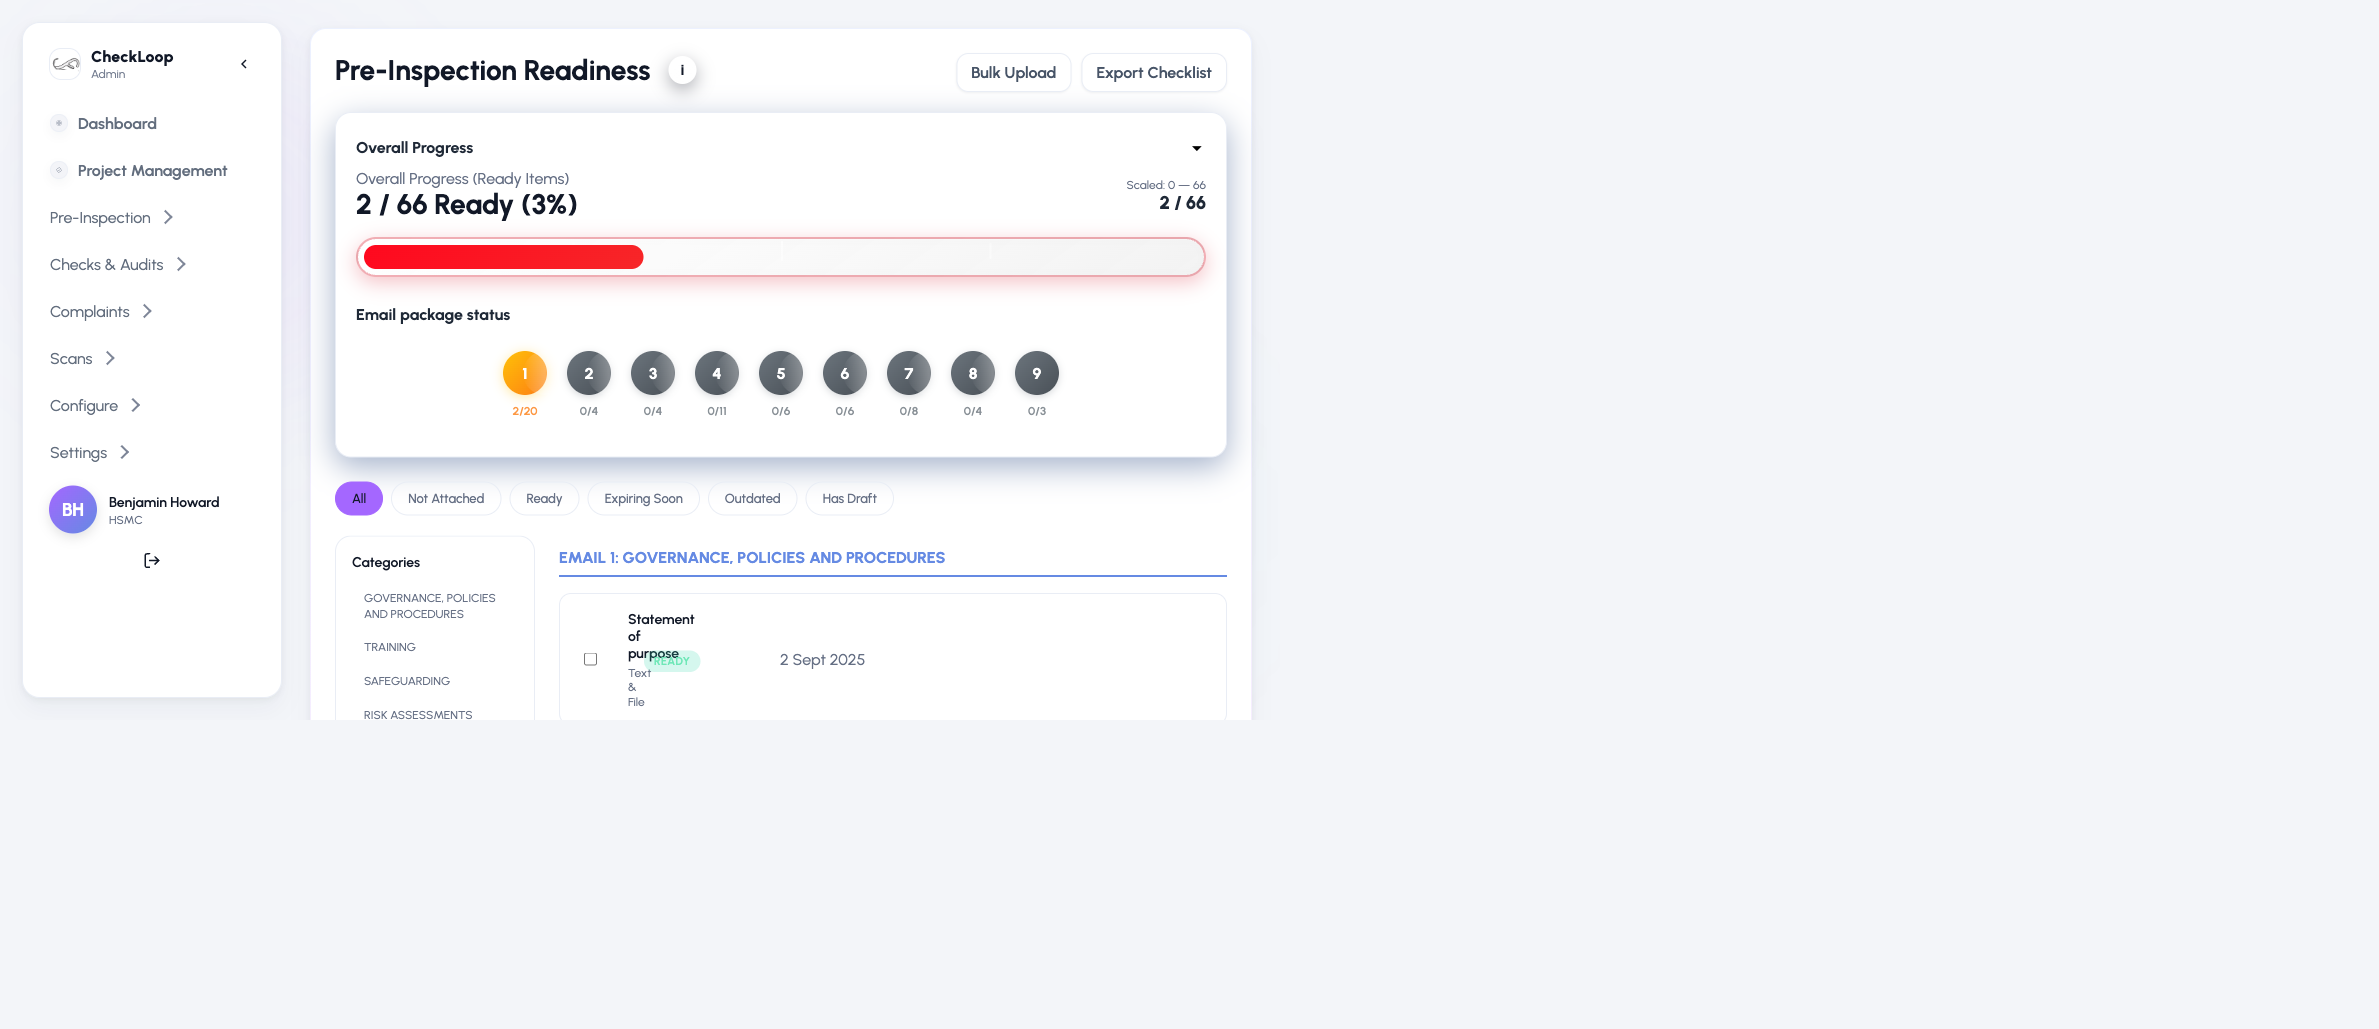 CheckLoop
Admin
Dashboard
Project Management
Pre-Inspection
Checks & Audits
Complaints
Scans
Configure
Settings
BH
Benjamin Howard
HSMC
Pre-Inspection Readiness
i
Bulk Upload
Export Checklist
Overall Progress
Overall Progress (Ready Items)
2 / 66 Ready (3%)
Scaled: 0 — 66
2 / 66
Email package status
1 2 3 4 5 6 7 8 9
2/20 0/4 0/4 0/11 0/6 0/6 0/8 0/4 0/3
All
Not Attached
Ready
Expiring Soon
Outdated
Has Draft
Categories
GOVERNANCE, POLICIES
AND PROCEDURES
TRAINING
SAFEGUARDING
RISK ASSESSMENTS
EMAIL 1: GOVERNANCE, POLICIES AND PROCEDURES
Statement
of
purpose
READY
Text
&
File
2 Sept 2025